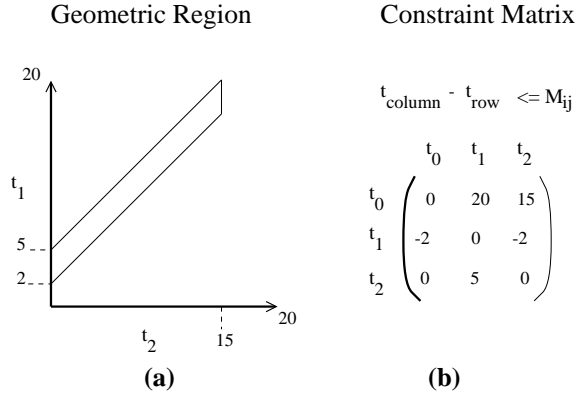 Geometric Region
Constraint Matrix
20
t_1
5
2
t_2
15
20
(a)
t_column - t_row <= M_ij
t_0 t_1 t_2
t_0 0 20 15
t_1 -2 0 -2
t_2 0 5 0
(b)